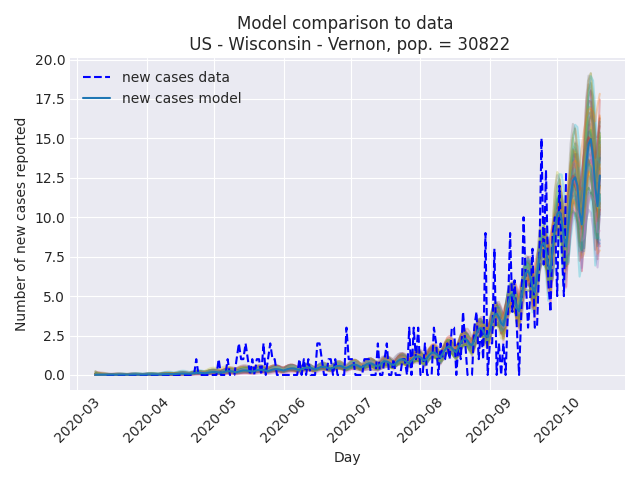 Model comparison to data
US - Wisconsin - Vernon, pop. = 30822
20.0
17.5
15.0
12.5
10.0
7.5
5.0
2.5
0.0
Number of new cases reported
new cases data
new cases model
2020-03
2020-04
2020-05
2020-06
2020-07
2020-08
2020-09
2020-10
Day